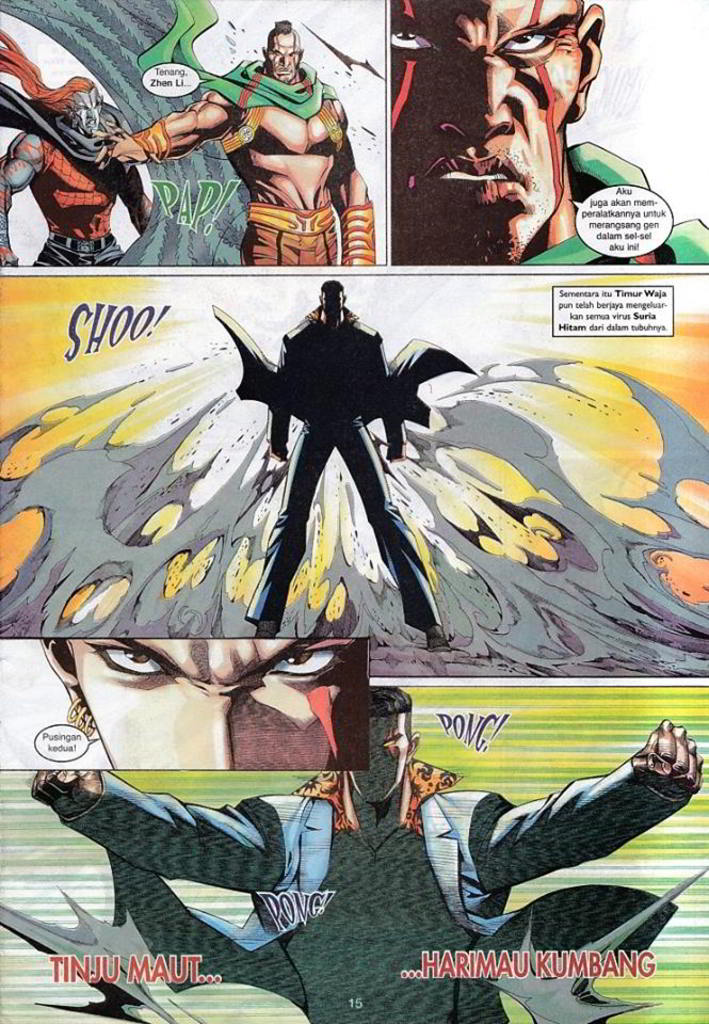 Tenang,
Zhen Li...
PAP!
Aku
juga akan mem-
peralatkannya untuk
merangsang gen
dalam sel-sel
aku ini!
SHOO!
Sementara itu Timur Waja
pun telah berjaya mengeluar-
kan semua virus Suria
Hitam dari dalam tubuhnya.
Pusingan
kedua!
PONG!
PONG!
TINJU MAUT...
...HARIMAU KUMBANG
15